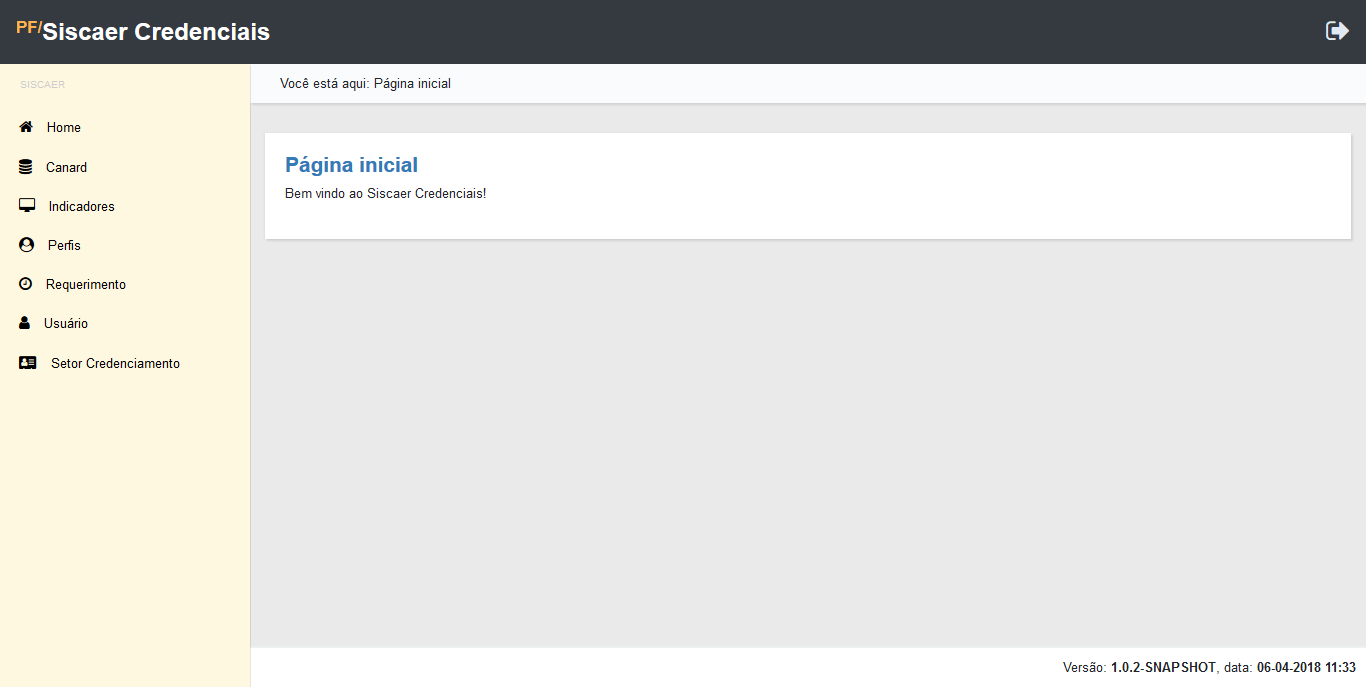 PF/Siscaer Credenciais
SISCAER
Você está aqui: Página inicial
Home
Canard
Indicadores
Perfis
Requerimento
Usuário
Setor Credenciamento
Página inicial
Bem vindo ao Siscaer Credenciais!
Versão: 1.0.2-SNAPSHOT, data: 06-04-2018 11:33